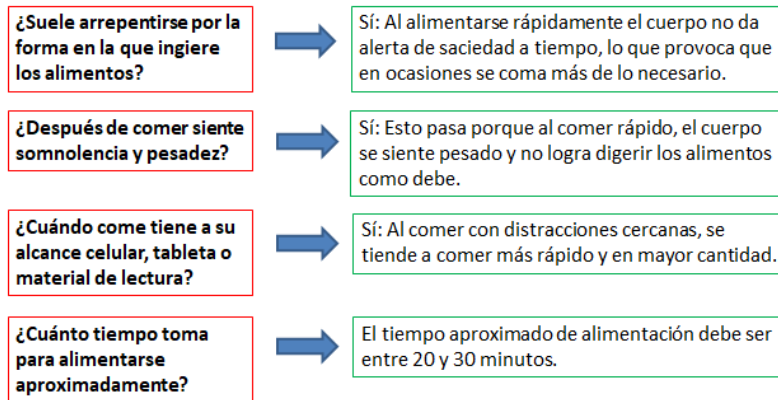 ¿Suele arrepentirse por la
forma en la que ingiere
los alimentos?
Sí: Al alimentarse rápidamente el cuerpo no da
alerta de saciedad a tiempo, lo que provoca que
en ocasiones se coma más de lo necesario.
¿Después de comer siente
somnolencia y pesadez?
Sí: Esto pasa porque al comer rápido, el cuerpo
se siente pesado y no logra digerir los alimentos
como debe.
¿Cuándo come tiene a su
alcance celular, tableta o
material de lectura?
Sí: Al comer con distracciones cercanas, se
tiende a comer más rápido y en mayor cantidad.
¿Cuánto tiempo toma
para alimentarse
aproximadamente?
El tiempo aproximado de alimentación debe ser
entre 20 y 30 minutos.